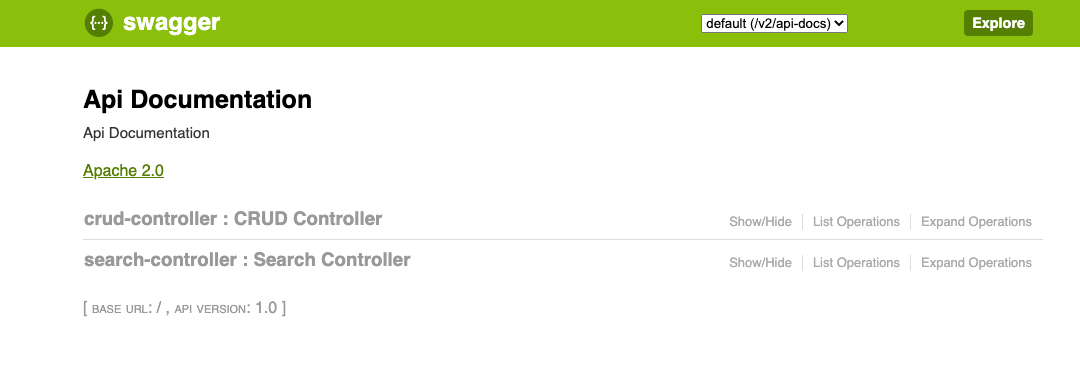 {···} swagger default (/v2/api-docs) Explore
Api Documentation
Api Documentation
Apache 2.0
crud-controller : CRUD Controller Show/Hide List Operations Expand Operations
search-controller : Search Controller Show/Hide List Operations Expand Operations
[ BASE URL: / , API VERSION: 1.0 ]